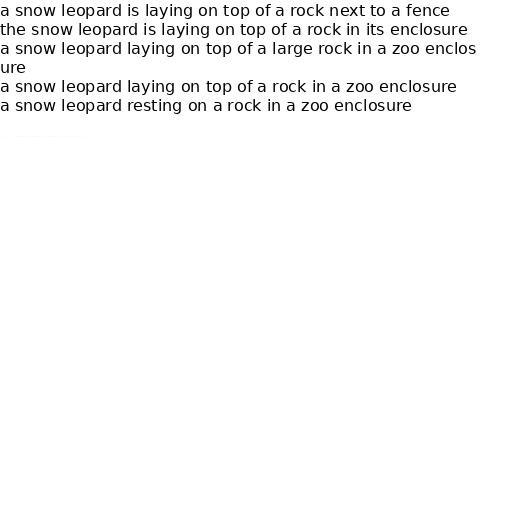 a snow leopard is laying on top of a rock next to a fence
the snow leopard is laying on top of a rock in its enclosure
a snow leopard laying on top of a large rock in a zoo enclos
ure
a snow leopard laying on top of a rock in a zoo enclosure
a snow leopard resting on a rock in a zoo enclosure